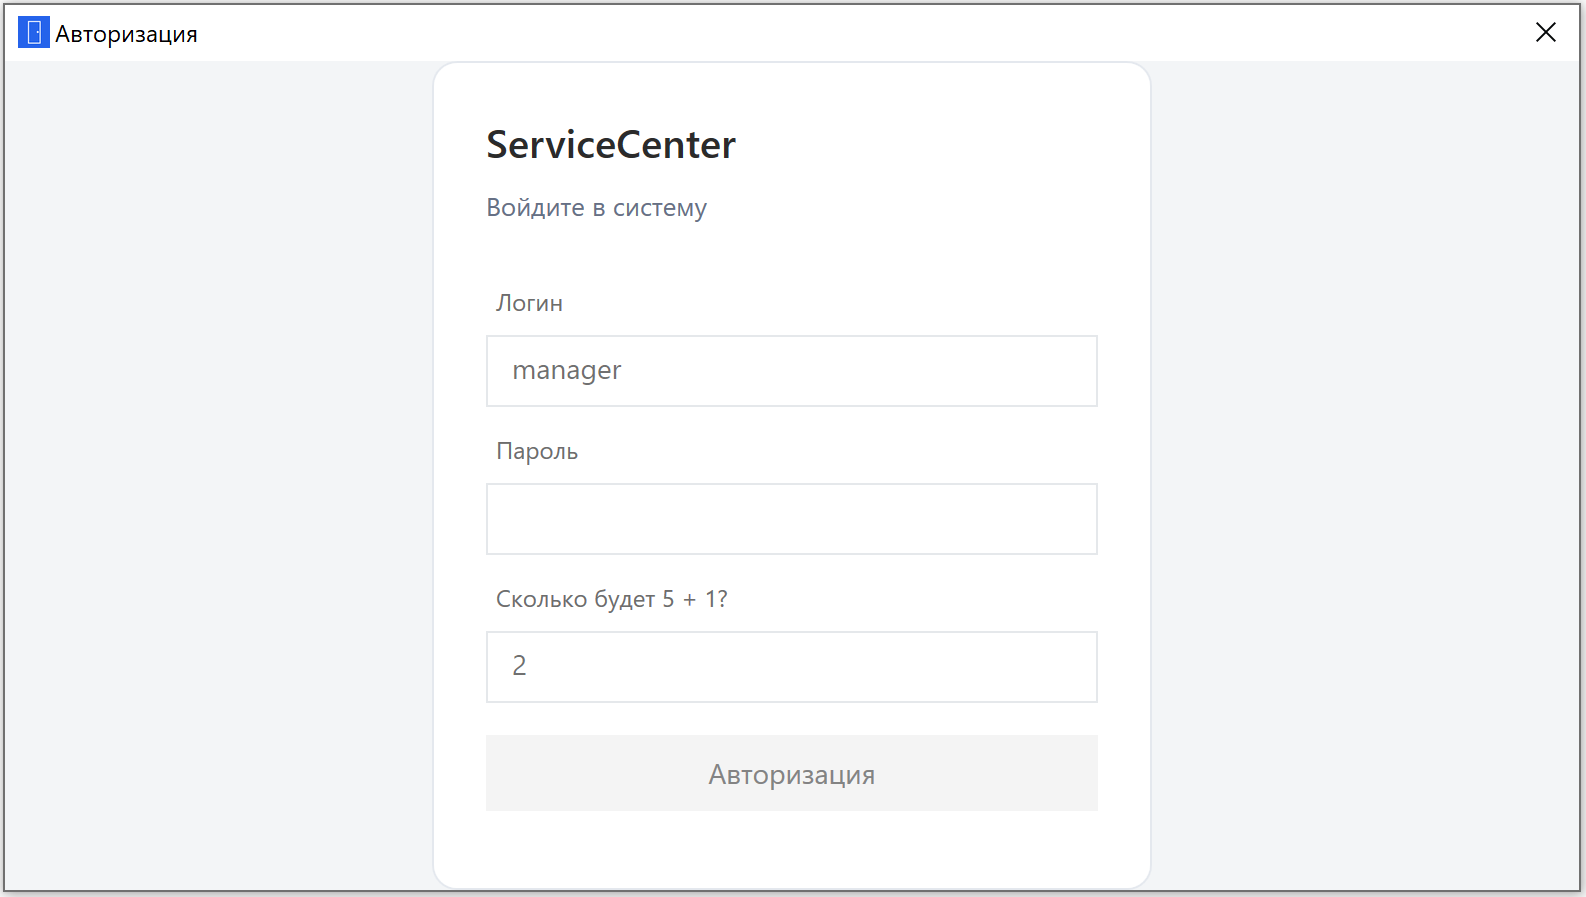 Авторизация
ServiceCenter
Войдите в систему
Логин
manager
Пароль
Сколько будет 5 + 1?
2
Авторизация